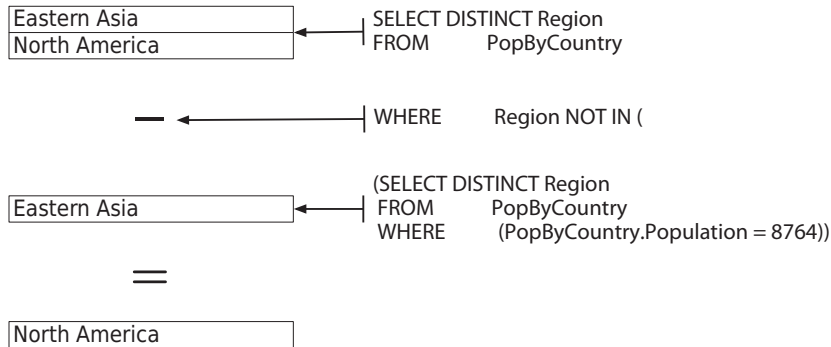 Eastern Asia
North America
SELECT DISTINCT Region
FROM PopByCountry
WHERE Region NOT IN (
Eastern Asia
(SELECT DISTINCT Region
FROM PopByCountry
WHERE (PopByCountry.Population = 8764))
North America